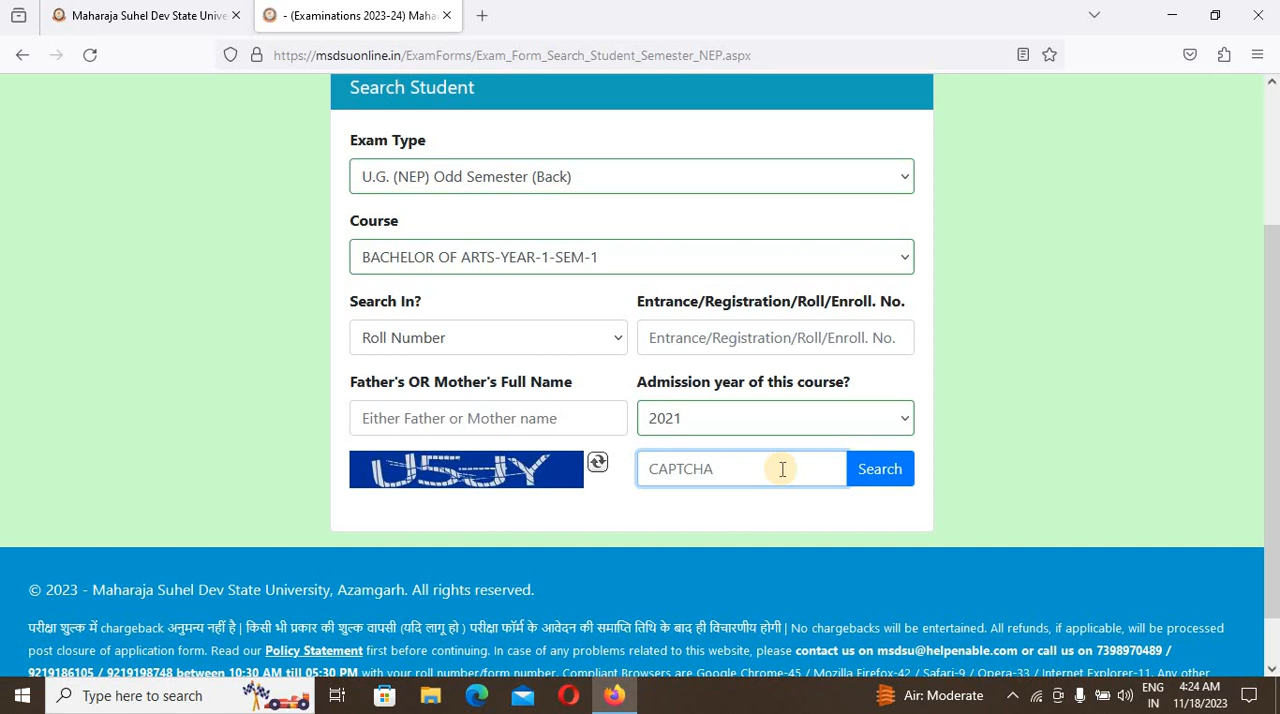 Maharaja Suhel Dev State Unive
- (Examinations 2023-24) Mahar
https://msdsuonline.in/ExamForms/Exam_Form_Search_Student_Semester_NEP.aspx
Search Student
Exam Type
U.G. (NEP) Odd Semester (Back)
Course
BACHELOR OF ARTS-YEAR-1-SEM-1
Search In?
Entrance/Registration/Roll/Enroll. No.
Roll Number
Entrance/Registration/Roll/Enroll. No.
Father's OR Mother's Full Name
Admission year of this course?
Either Father or Mother name
2021
U5JY
CAPTCHA
Search
© 2023 - Maharaja Suhel Dev State University, Azamgarh. All rights reserved.
परीक्षा शुल्क में chargeback अनुमन्य नहीं है | किसी भी प्रकार की शुल्क वापसी (यदि लागू हो ) परीक्षा फॉर्म के आवेदन की समाप्ति तिथि के बाद ही विचारणीय होगी | No chargebacks will be entertained. All refunds, if applicable, will be processed
post closure of application form. Read our Policy Statement first before continuing. In case of any problems related to this website, please contact us on msdsu@helpenable.com or call us on 7398970489 /
9219186105 / 9219198748 between 10:30 AM till 05:30 PM with your roll number/form number. Compliant Browsers are Google Chrome-45 / Mozilla Firefox-42 / Safari-9 / Opera-33 / Internet Explorer-11. Any other
Type here to search
Air: Moderate
ENG
IN
4:24 AM
11/18/2023